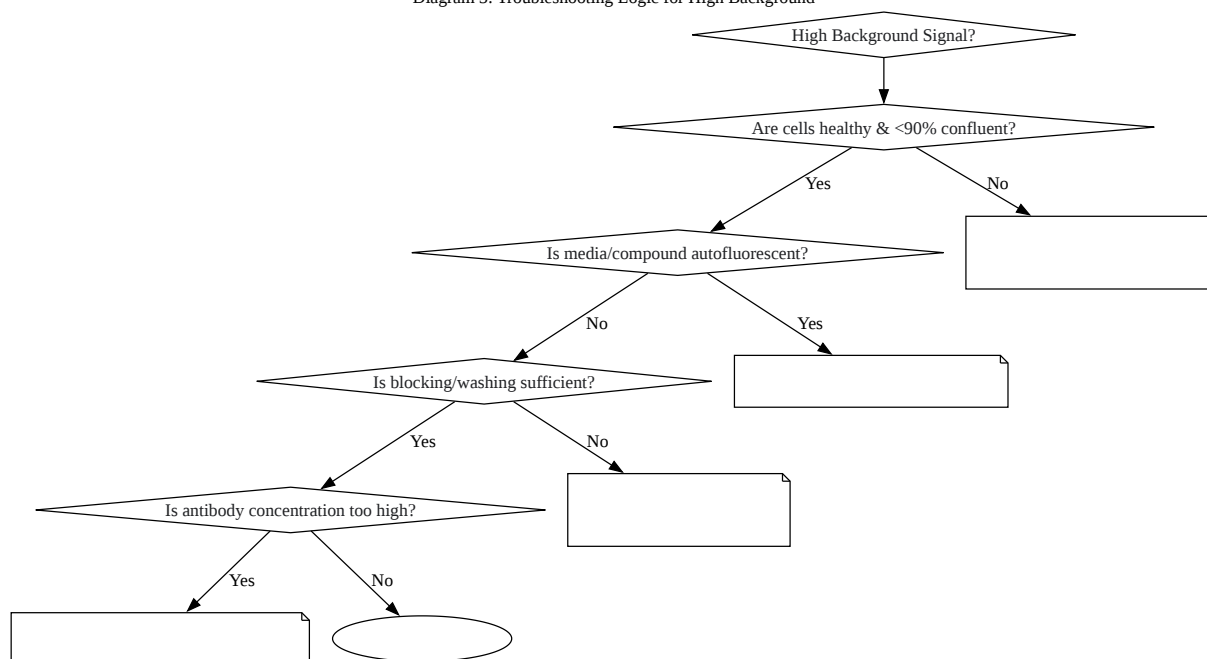 Diagram 3: Troubleshooting Logic for High Background
High Background Signal?
Are cells healthy & <90% confluent?
Yes
No
Is media/compound autofluorescent?
No
Yes
Is blocking/washing sufficient?
Yes
No
Is antibody concentration too high?
Yes
No